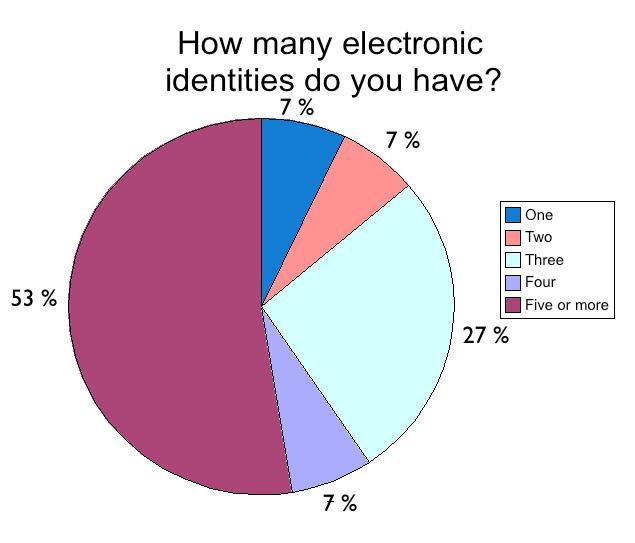 How many electronic
identities do you have?
7 %
7 %
53 %
27 %
7 %
One
Two
Three
Four
Five or more